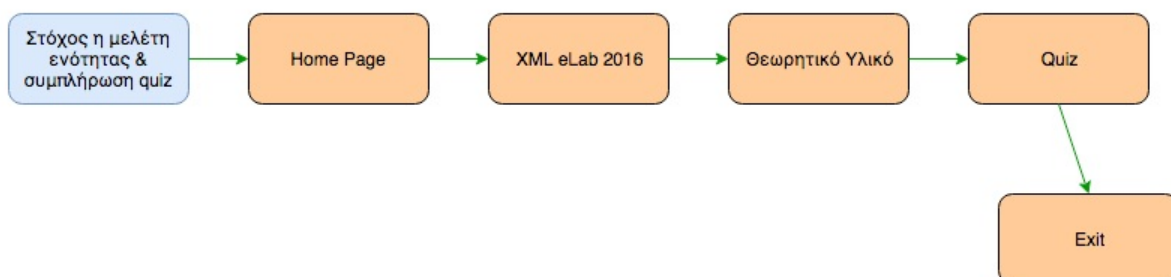 Στόχος η μελέτη
ενότητας &
συμπλήρωση quiz
Home Page
XML eLab 2016
Θεωρητικό Υλικό
Quiz
Exit